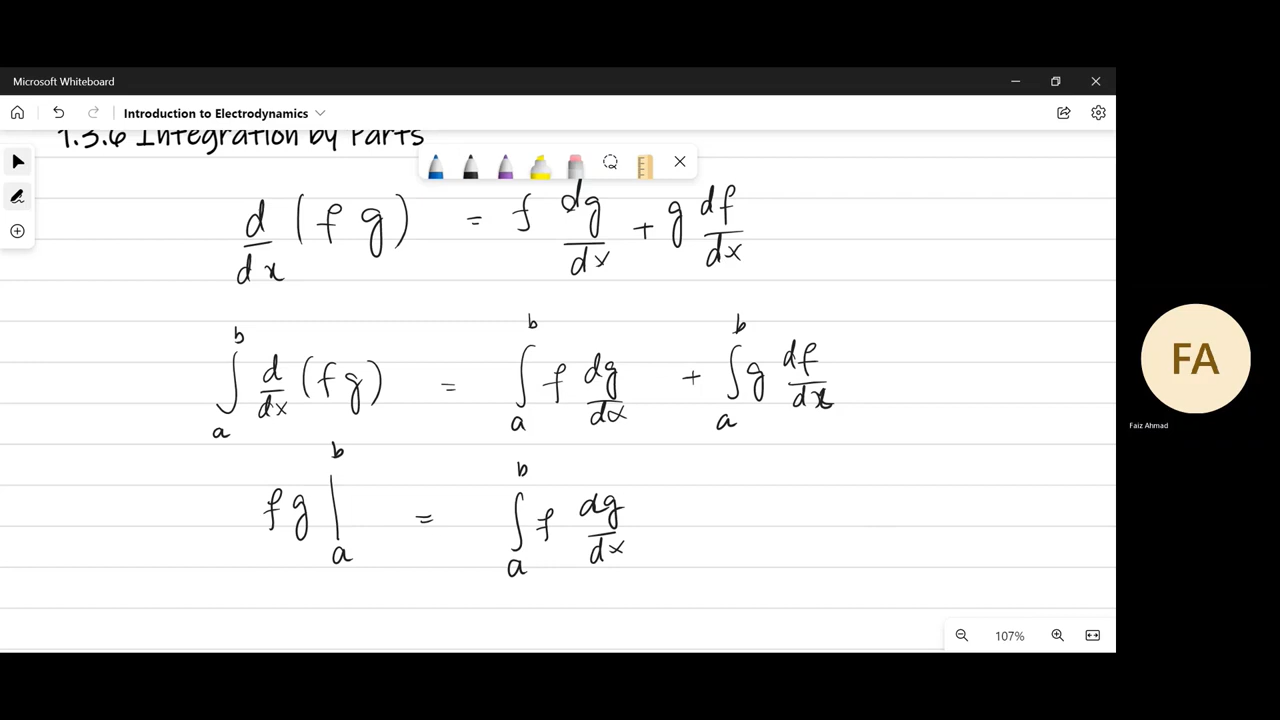 Microsoft Whiteboard
Introduction to Electrodynamics
1.3.6 Integration by Parts
d/dx (f g) = f dg/dx + g df/dx
∫_a^b d/dx (f g) = ∫_a^b f dg/dx + ∫_a^b g df/dx
f g |_a^b = ∫_a^b f dg/dx
FA
Faiz Ahmad
107%